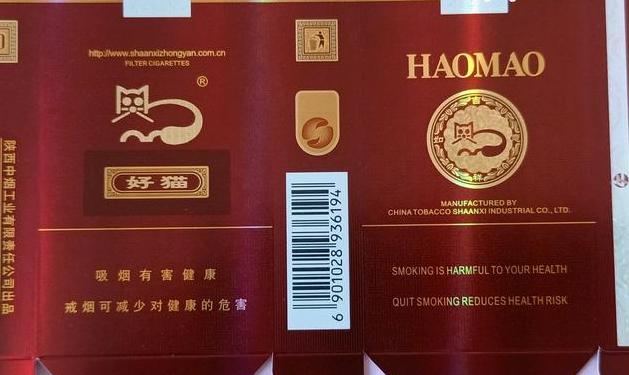 http://www.shaanxizhongyan.com.cn
FILTER CIGARETTES
®
好猫
吸烟有害健康
戒烟可减少对健康的危害
陕西中烟工业有限责任公司出品
6 901028 936194
HAOMAO
吉
如
祥
MANUFACTURED BY
CHINA TOBACCO SHAANXI INDUSTRIAL CO., LTD.
SMOKING IS HARMFUL TO YOUR HEALTH
QUIT SMOKING REDUCES HEALTH RISK